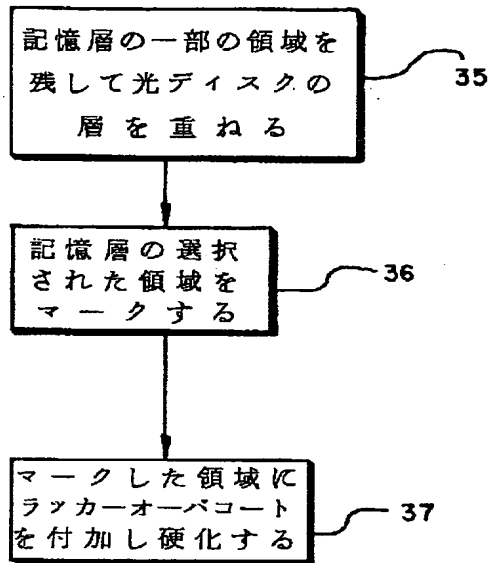 記憶層の一部の領域を
残して光ディスクの
層を重ねる
35
記憶層の選択
された領域を
マークする
36
マークした領域に
ラッカーオーバコート
を付加し硬化する
37